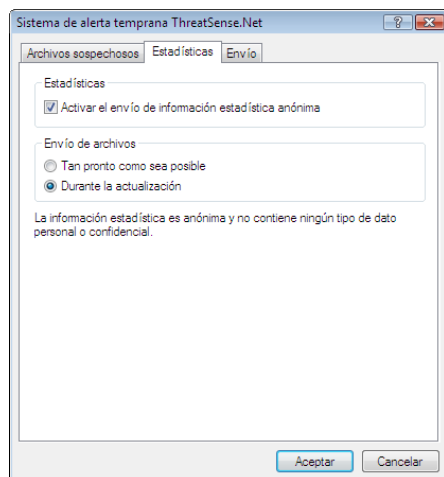 Sistema de alerta temprana ThreatSense.Net
Archivos sospechosos Estadísticas Envío
Estadísticas
Activar el envío de información estadística anónima
Envío de archivos
Tan pronto como sea posible
Durante la actualización
La información estadística es anónima y no contiene ningún tipo de dato
personal o confidencial.
Aceptar Cancelar